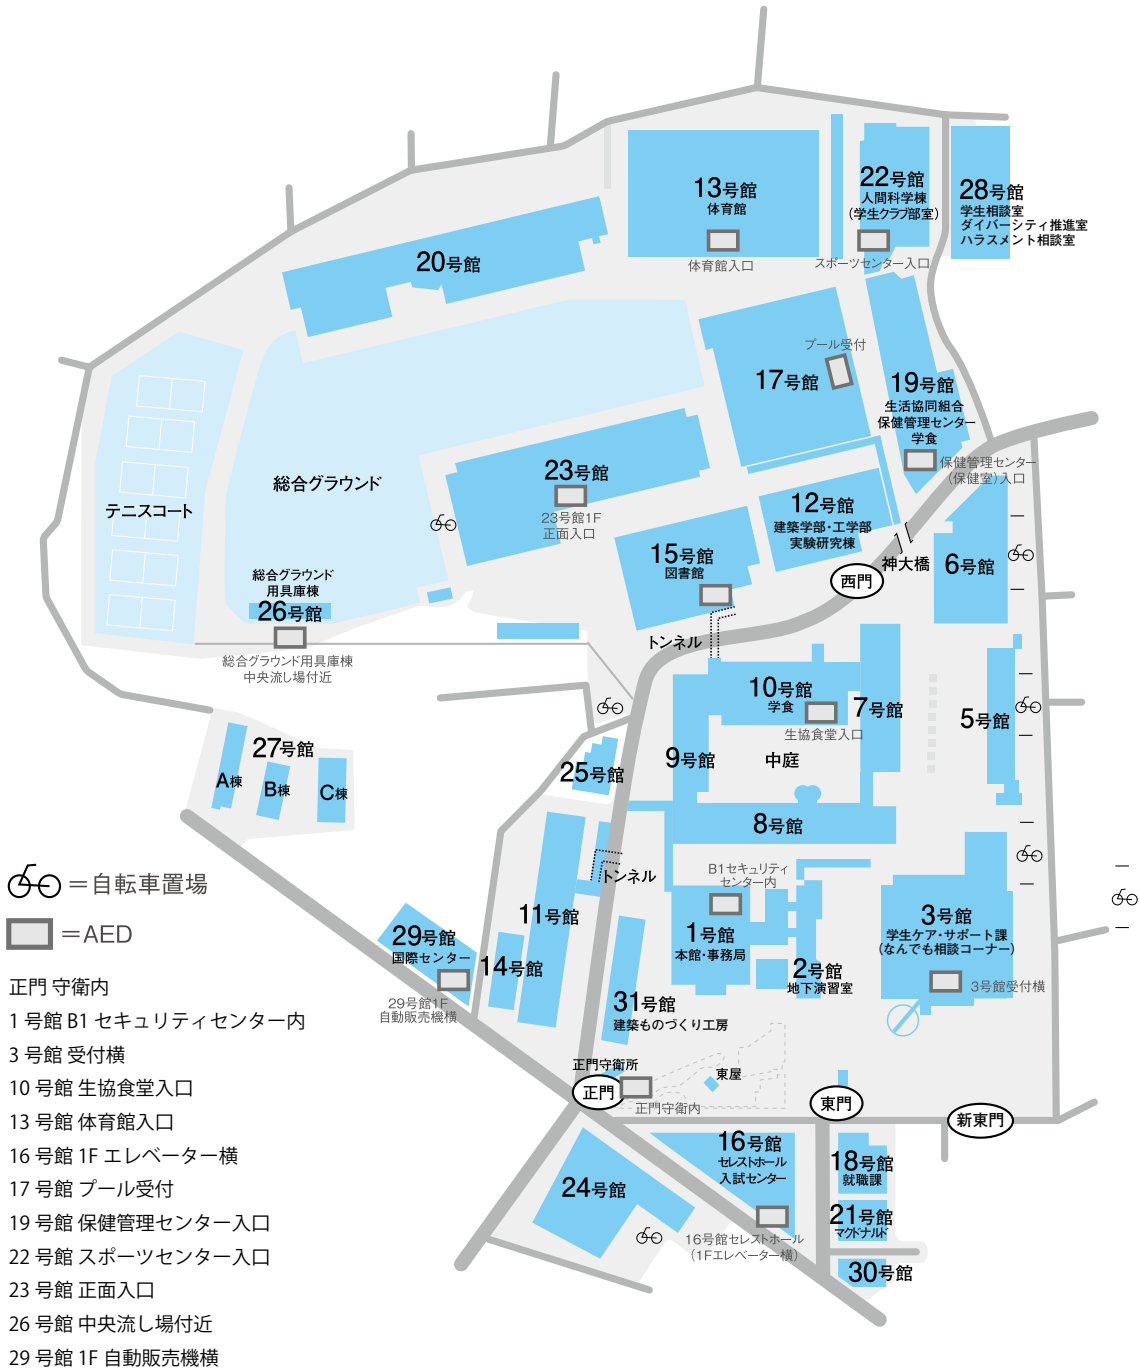 13号館
体育館
体育館入口
22号館
人間科学棟
(学生クラブ部室)
スポーツセンター入口
28号館
学生相談室
ダイバーシティ推進室
ハラスメント相談室
20号館
プール受付
17号館
19号館
生活協同組合
保健管理センター
学食
保健管理センター
(保健室)入口
23号館
23号館1F
正面入口
総合グラウンド
テニスコート
12号館
建築学部・工学部
実験研究棟
15号館
図書館
西門
神大橋
6号館
総合グラウンド
用具庫棟
26号館
総合グラウンド用具庫棟
中央流し場付近
トンネル
10号館
学食
生協食堂入口
7号館
5号館
9号館
中庭
27号館
A棟
B棟
C棟
25号館
8号館
B1セキュリティ
センター内
トンネル
=自転車置場
=AED
11号館
1号館
本館・事務局
3号館
学生ケア・サポート課
(なんでも相談コーナー)
3号館受付横
29号館
国際センター
29号館1F
自動販売機横
14号館
2号館
地下演習室
31号館
建築ものづくり工房
正門守衛所
正門
正門守衛内
東屋
東門
新東門
16号館
セレストホール
入試センター
16号館セレストホール
(1Fエレベーター横)
18号館
就職課
21号館
マクドナルド
24号館
30号館
正門 守衛内
1 号館 B1 セキュリティセンター内
3 号館 受付横
10 号館 生協食堂入口
13 号館 体育館入口
16 号館 1F エレベーター横
17 号館 プール受付
19 号館 保健管理センター入口
22 号館 スポーツセンター入口
23 号館 正面入口
26 号館 中央流し場付近
29 号館 1F 自動販売機横